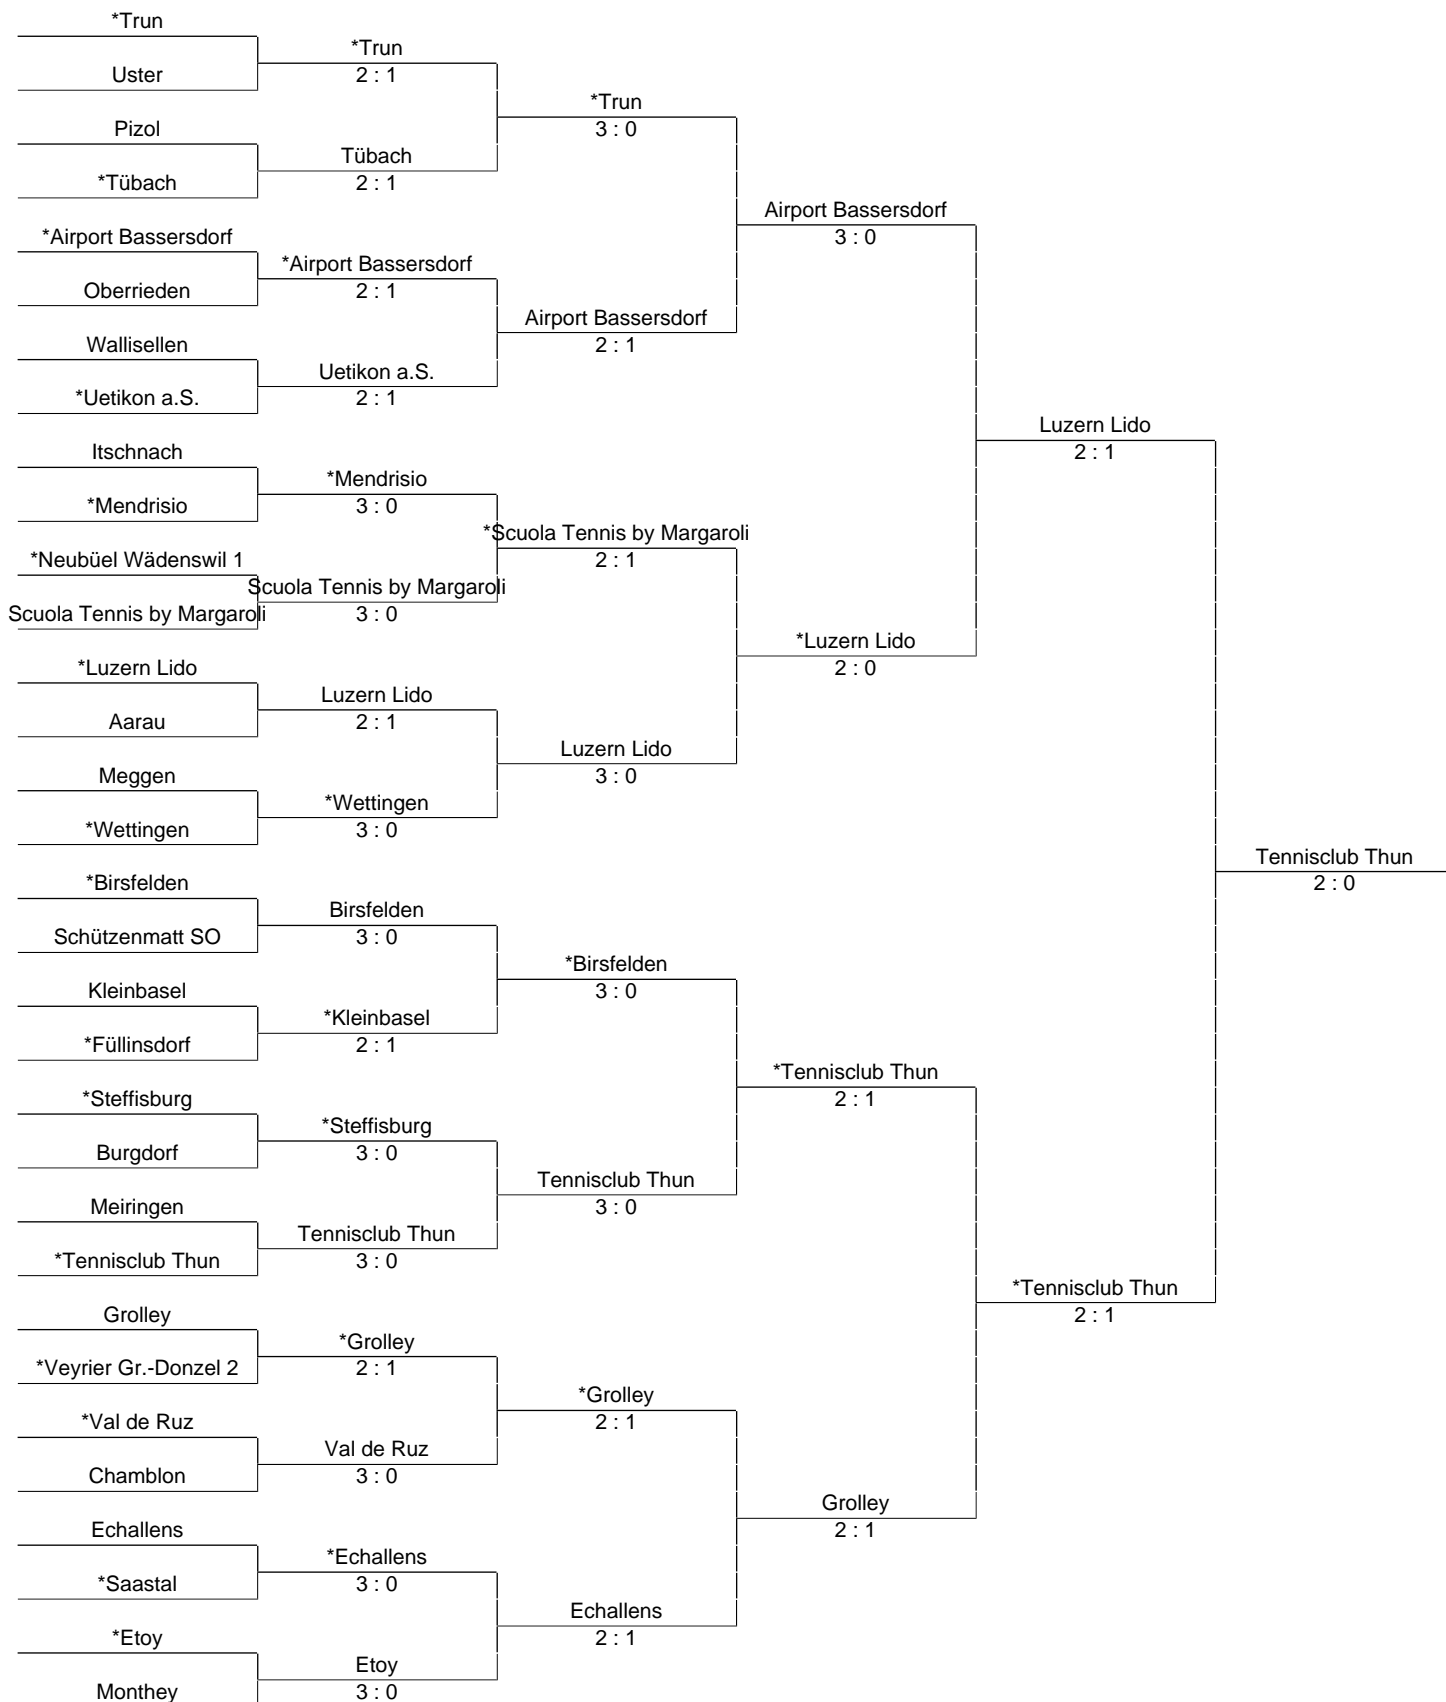 *Trun
Uster
Pizol
*Tübach
*Airport Bassersdorf
Oberrieden
Wallisellen
*Uetikon a.S.
Itschnach
*Mendrisio
*Neubüel Wädenswil 1
Scuola Tennis by Margaroli
*Luzern Lido
Aarau
Meggen
*Wettingen
*Birsfelden
Schützenmatt SO
Kleinbasel
*Füllinsdorf
*Steffisburg
Burgdorf
Meiringen
*Tennisclub Thun
Grolley
*Veyrier Gr.-Donzel 2
*Val de Ruz
Chamblon
Echallens
*Saastal
*Etoy
Monthey
*Trun
2 : 1
Tübach
2 : 1
*Airport Bassersdorf
2 : 1
Uetikon a.S.
2 : 1
*Mendrisio
3 : 0
Scuola Tennis by Margaroli
3 : 0
Luzern Lido
2 : 1
*Wettingen
3 : 0
Birsfelden
3 : 0
*Kleinbasel
2 : 1
*Steffisburg
3 : 0
Tennisclub Thun
3 : 0
*Grolley
2 : 1
Val de Ruz
3 : 0
*Echallens
3 : 0
Etoy
3 : 0
*Trun
3 : 0
Airport Bassersdorf
2 : 1
*Scuola Tennis by Margaroli
2 : 1
Luzern Lido
3 : 0
*Birsfelden
3 : 0
Tennisclub Thun
3 : 0
*Grolley
2 : 1
Echallens
2 : 1
Airport Bassersdorf
3 : 0
*Luzern Lido
2 : 0
*Tennisclub Thun
2 : 1
Grolley
2 : 1
Luzern Lido
2 : 1
*Tennisclub Thun
2 : 1
Tennisclub Thun
2 : 0